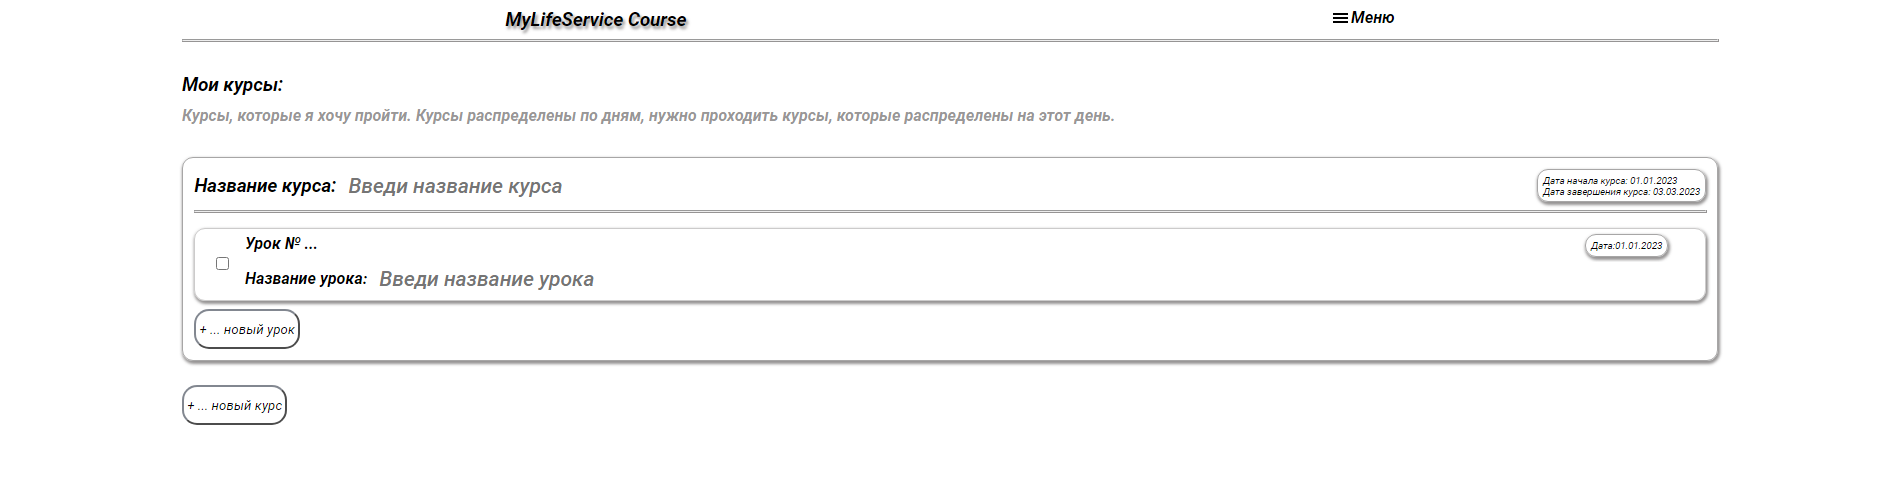 MyLifeService Course
Меню
Мои курсы:
Курсы, которые я хочу пройти. Курсы распределены по дням, нужно проходить курсы, которые распределены на этот день.
Название курса: Введи название курса
Дата начала курса: 01.01.2023
Дата завершения курса: 03.03.2023
Урок № ...
Дата:01.01.2023
Название урока: Введи название урока
+ ... новый урок
+ ... новый курс